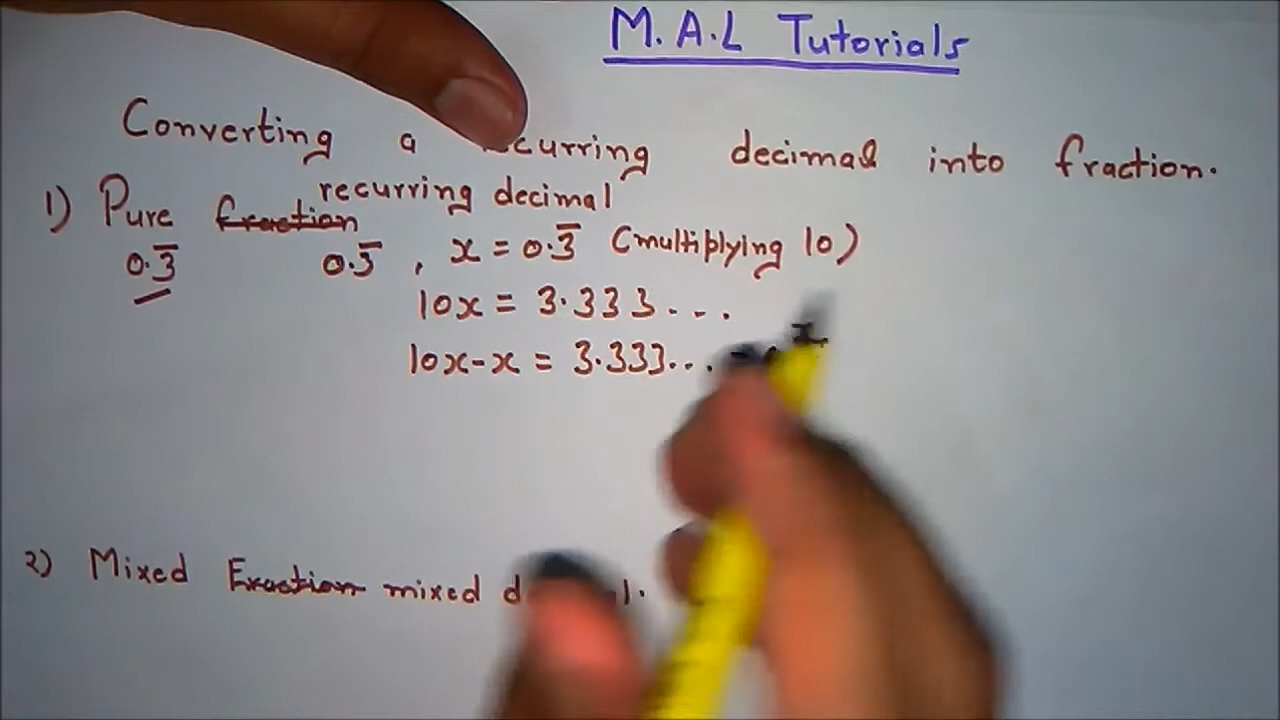 M.A.L Tutorials
Converting a curring decimal into fraction.
1) Pure fraction recurring decimal
0.3̅ 0.3̅ , x = 0.3̅ (multiplying 10)
10x = 3.333...
10x-x = 3.333...
2) Mixed Fraction mixed d l.